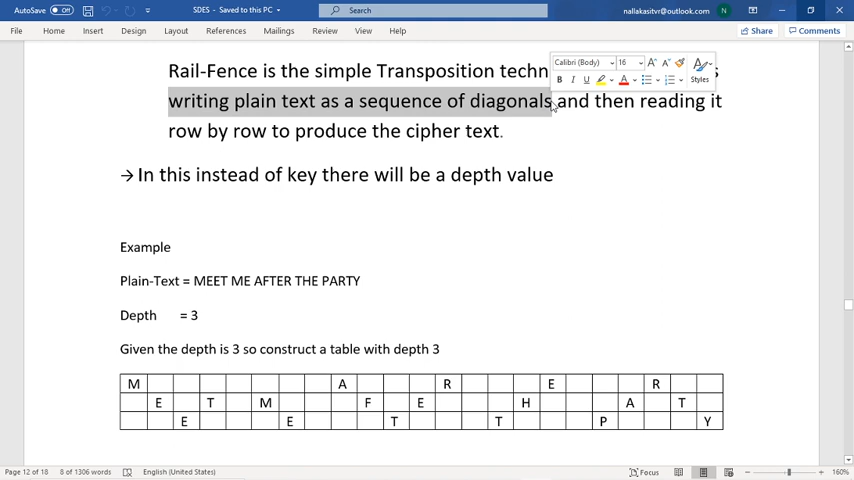 AutoSave Off SDES - Saved to this PC Search nallakasitvr@outlook.com
File Home Insert Draw Design Layout References Mailings Review View Help Share Comments
Calibri (Body) 16
B I U A Styles
Rail-Fence is the simple Transposition techn s
writing plain text as a sequence of diagonals and then reading it
row by row to produce the cipher text.
→ In this instead of key there will be a depth value
Example
Plain-Text = MEET ME AFTER THE PARTY
Depth = 3
Given the depth is 3 so construct a table with depth 3
M A R E R
E T M F E H A T
E E T T P Y
Page 12 of 18 8 of 1306 words English (United States) Focus 160%